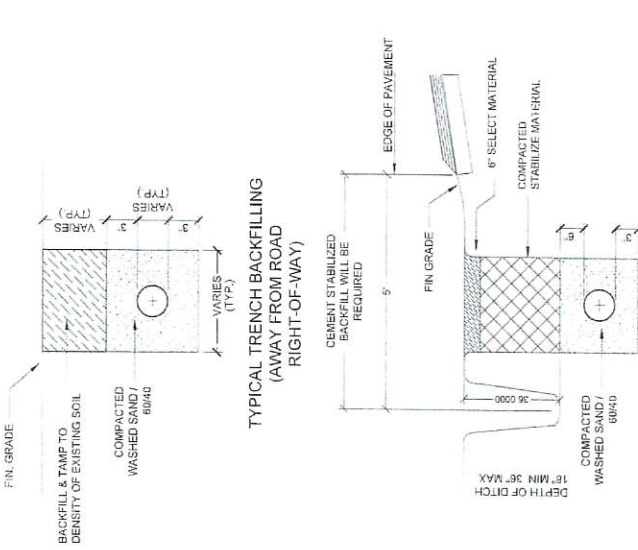 FIN. GRADE
BACKFILL & TAMP TO
DENSITY OF EXISTING SOIL
COMPACTED
WASHED SAND /
60/40
VARIES
(TYP.)
3"
VARIES
(TYP.)
3"
VARIES
(TYP.)
TYPICAL TRENCH BACKFILLING
(AWAY FROM ROAD
RIGHT-OF-WAY)
CEMENT STABILIZED
BACKFILL WILL BE
REQUIRED
5'
EDGE OF PAVEMENT
FIN GRADE
6" SELECT MATERIAL
COMPACTED
STABILIZE MATERIAL
36.0000
DEPTH OF DITCH
18" MIN 36" MAX
6"
3"
COMPACTED
WASHED SAND /
60/40